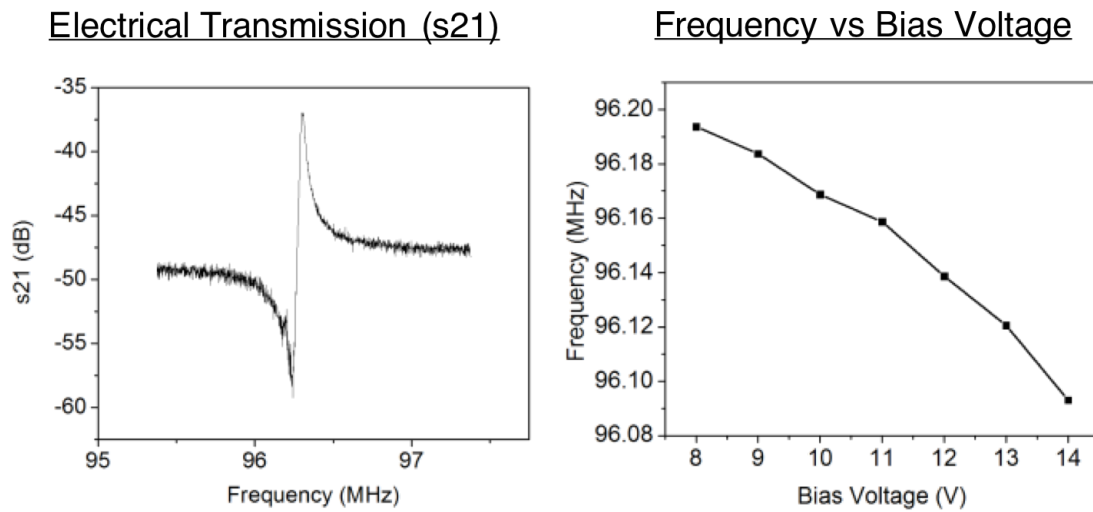 Electrical Transmission (s21)
-35
-40
-45
-50
-55
-60
s21 (dB)
95
96
97
Frequency (MHz)
Frequency vs Bias Voltage
96.20
96.18
96.16
96.14
96.12
96.10
96.08
Frequency (MHz)
8 9 10 11 12 13 14
Bias Voltage (V)